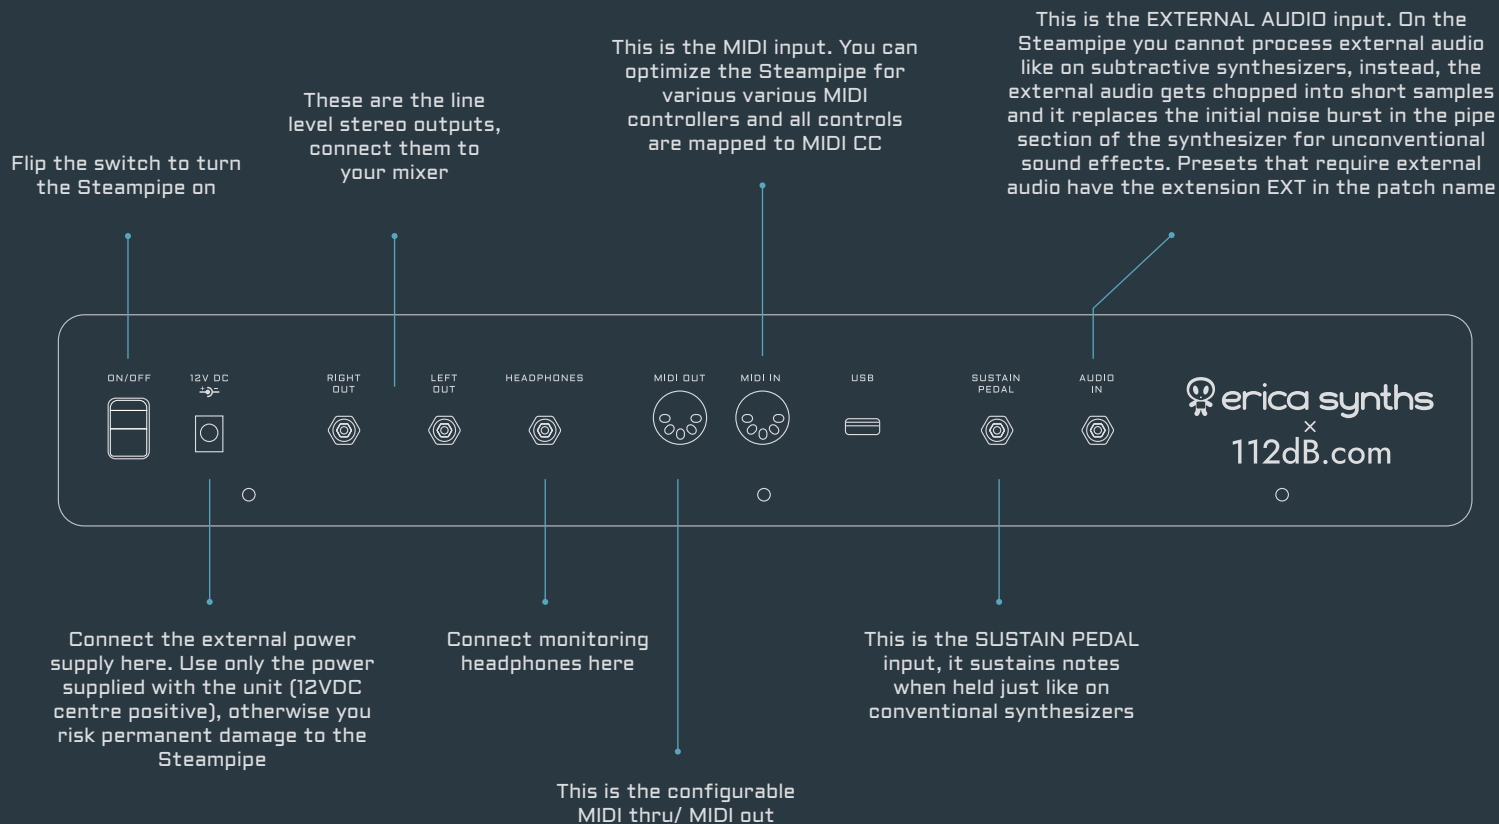 This is the EXTERNAL AUDIO input. On the
Steampipe you cannot process external audio
like on subtractive synthesizers, instead, the
external audio gets chopped into short samples
and it replaces the initial noise burst in the pipe
section of the synthesizer for unconventional
sound effects. Presets that require external
audio have the extension EXT in the patch name
This is the MIDI input. You can
optimize the Steampipe for
various various MIDI
controllers and all controls
are mapped to MIDI CC
These are the line
level stereo outputs,
connect them to
your mixer
Flip the switch to turn
the Steampipe on
ON/OFF
12V DC
RIGHT
OUT
LEFT
OUT
HEADPHONES
MIDI OUT
MIDI IN
USB
SUSTAIN
PEDAL
AUDIO
IN
erica synths
×
112dB.com
Connect the external power
supply here. Use only the power
supplied with the unit (12VDC
centre positive), otherwise you
risk permanent damage to the
Steampipe
Connect monitoring
headphones here
This is the SUSTAIN PEDAL
input, it sustains notes
when held just like on
conventional synthesizers
This is the configurable
MIDI thru/ MIDI out